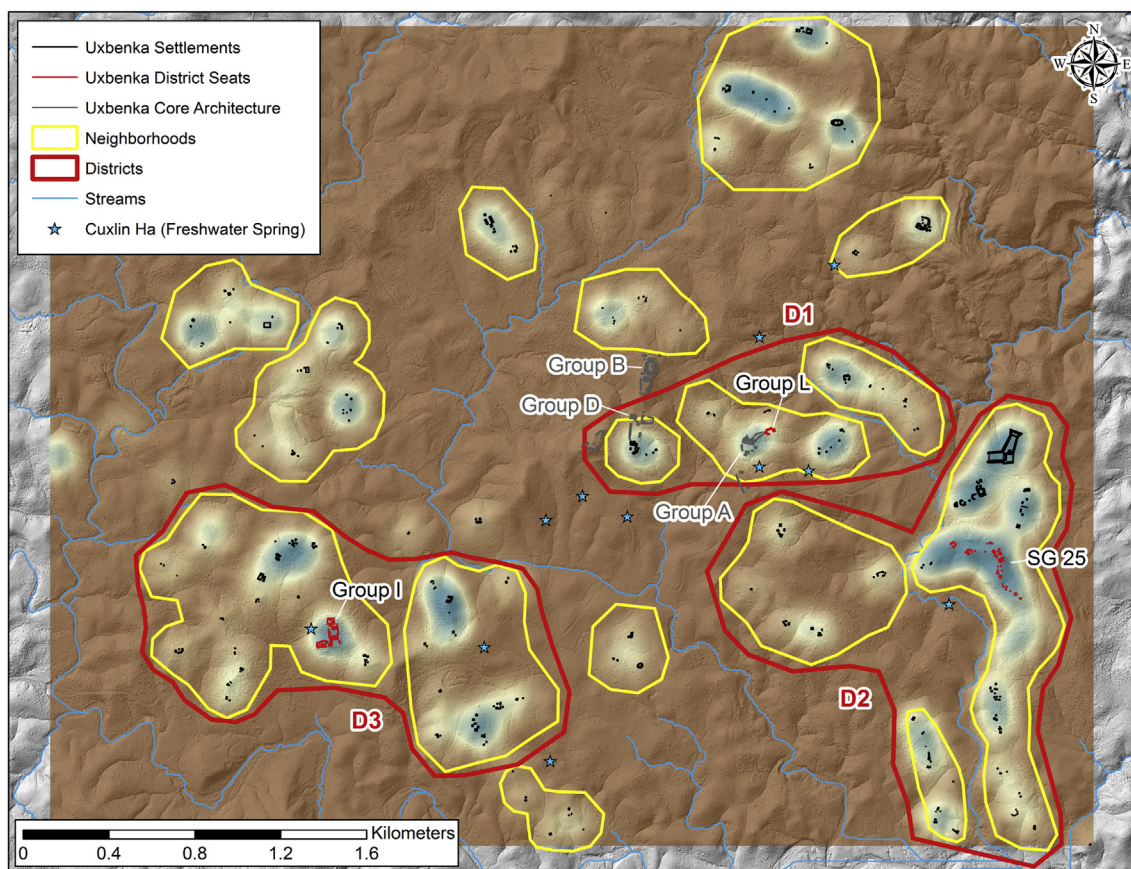 Uxbenka Settlements
Uxbenka District Seats
Uxbenka Core Architecture
Neighborhoods
Districts
Streams
Cuxlin Ha (Freshwater Spring)
N
W E
S
D1
Group B
Group L
Group D
Group A
SG 25
Group I
D2
D3
Kilometers
0 0.4 0.8 1.2 1.6